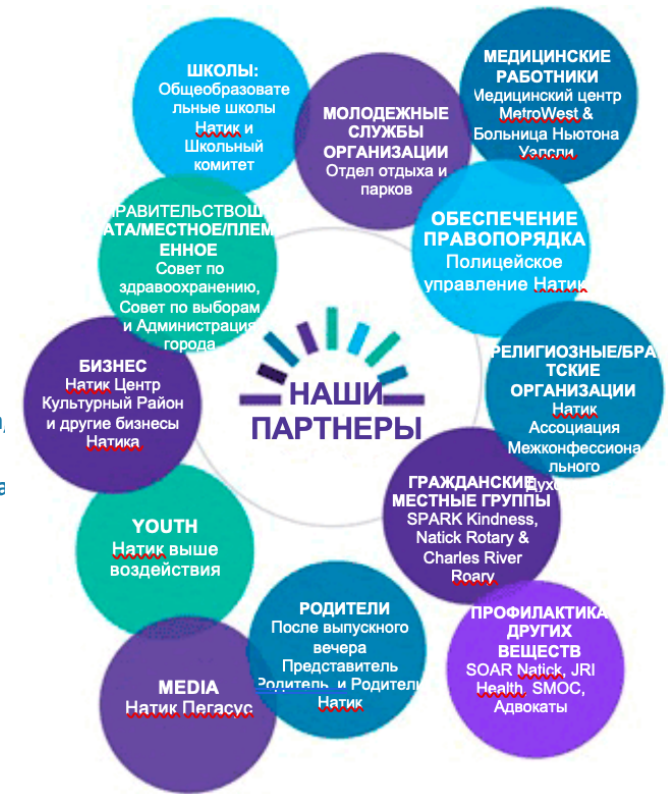 ШКОЛЫ:
Общеобразовате
льные школы
Натик и
Школьный
комитет
МОЛОДЕЖНЫЕ
СЛУЖБЫ
ОРГАНИЗАЦИИ
Отдел отдыха и
парков
МЕДИЦИНСКИЕ
РАБОТНИКИ
Медицинский центр
MetroWest &
Больница Ньютона
Уэлсли
ОБЕСПЕЧЕНИЕ
ПРАВОПОРЯДКА
Полицейское
управление Натик
РЕЛИГИОЗНЫЕ/БРА
ТСКИЕ
ОРГАНИЗАЦИИ
Натик
Ассоциация
Межконфессиона
льного
ГРАЖДАНСКИЕ
МЕСТНЫЕ ГРУППЫ
SPARK Kindness,
Natick Rotary &
Charles River
Roary
ПРОФИЛАКТИКА
ДРУГИХ
ВЕЩЕСТВ
SOAR Natick, JRI
Health, SMOC,
Адвокаты
РОДИТЕЛИ
После выпускного
вечера
Представитель
Родитель, и Родитель
Натик
MEDIA
Натик Пегасус
YOUTH
Натик выше
воздействия
БИЗНЕС
Натик Центр
Культурный Район
и другие бизнесы
Натика
РАВИТЕЛЬСТВОШ
АТА/МЕСТНОЕ/ПЛЕМ
ЕННОЕ
Совет по
здравоохранению,
Совет по выборам
и Администрация
города
НАШИ
ПАРТНЕРЫ